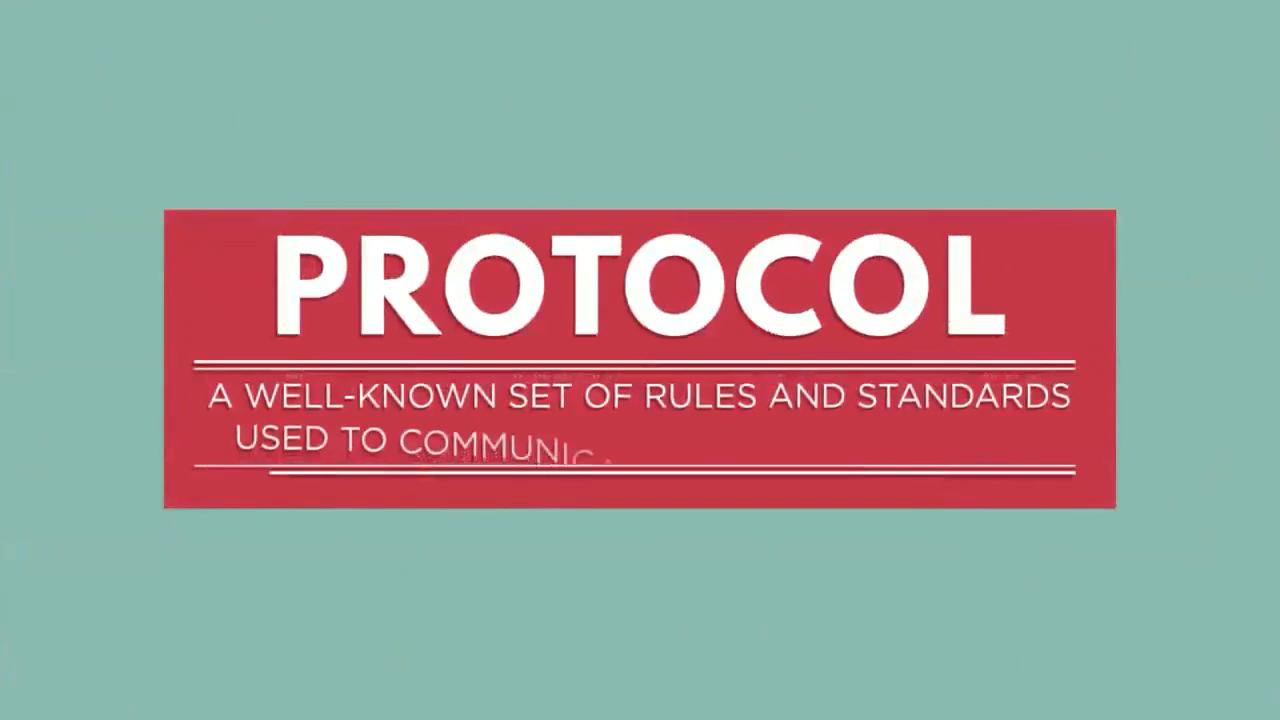 PROTOCOL
A WELL-KNOWN SET OF RULES AND STANDARDS
USED TO